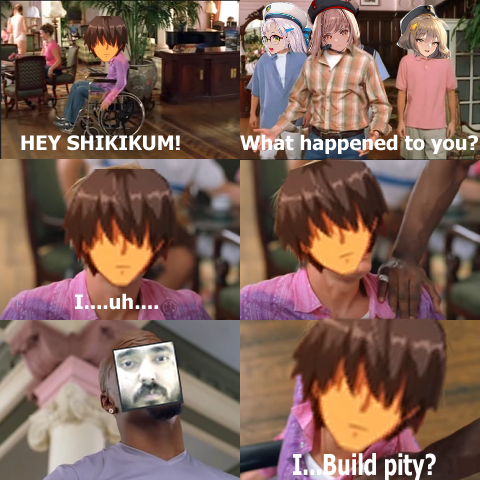 HEY SHIKIKUM!
What happened to you?
I....uh....
I...Build pity?